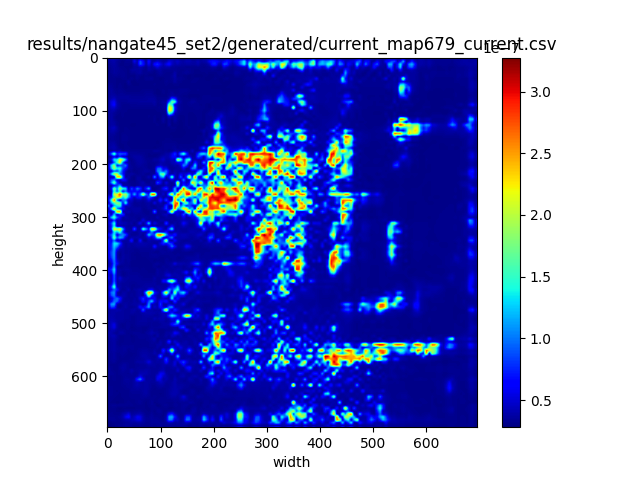 results/nangate45_set2/generated/current_map679_current.csv
1e−7
0
100
200
300
400
500
600
height
0 100 200 300 400 500 600
width
3.0
2.5
2.0
1.5
1.0
0.5